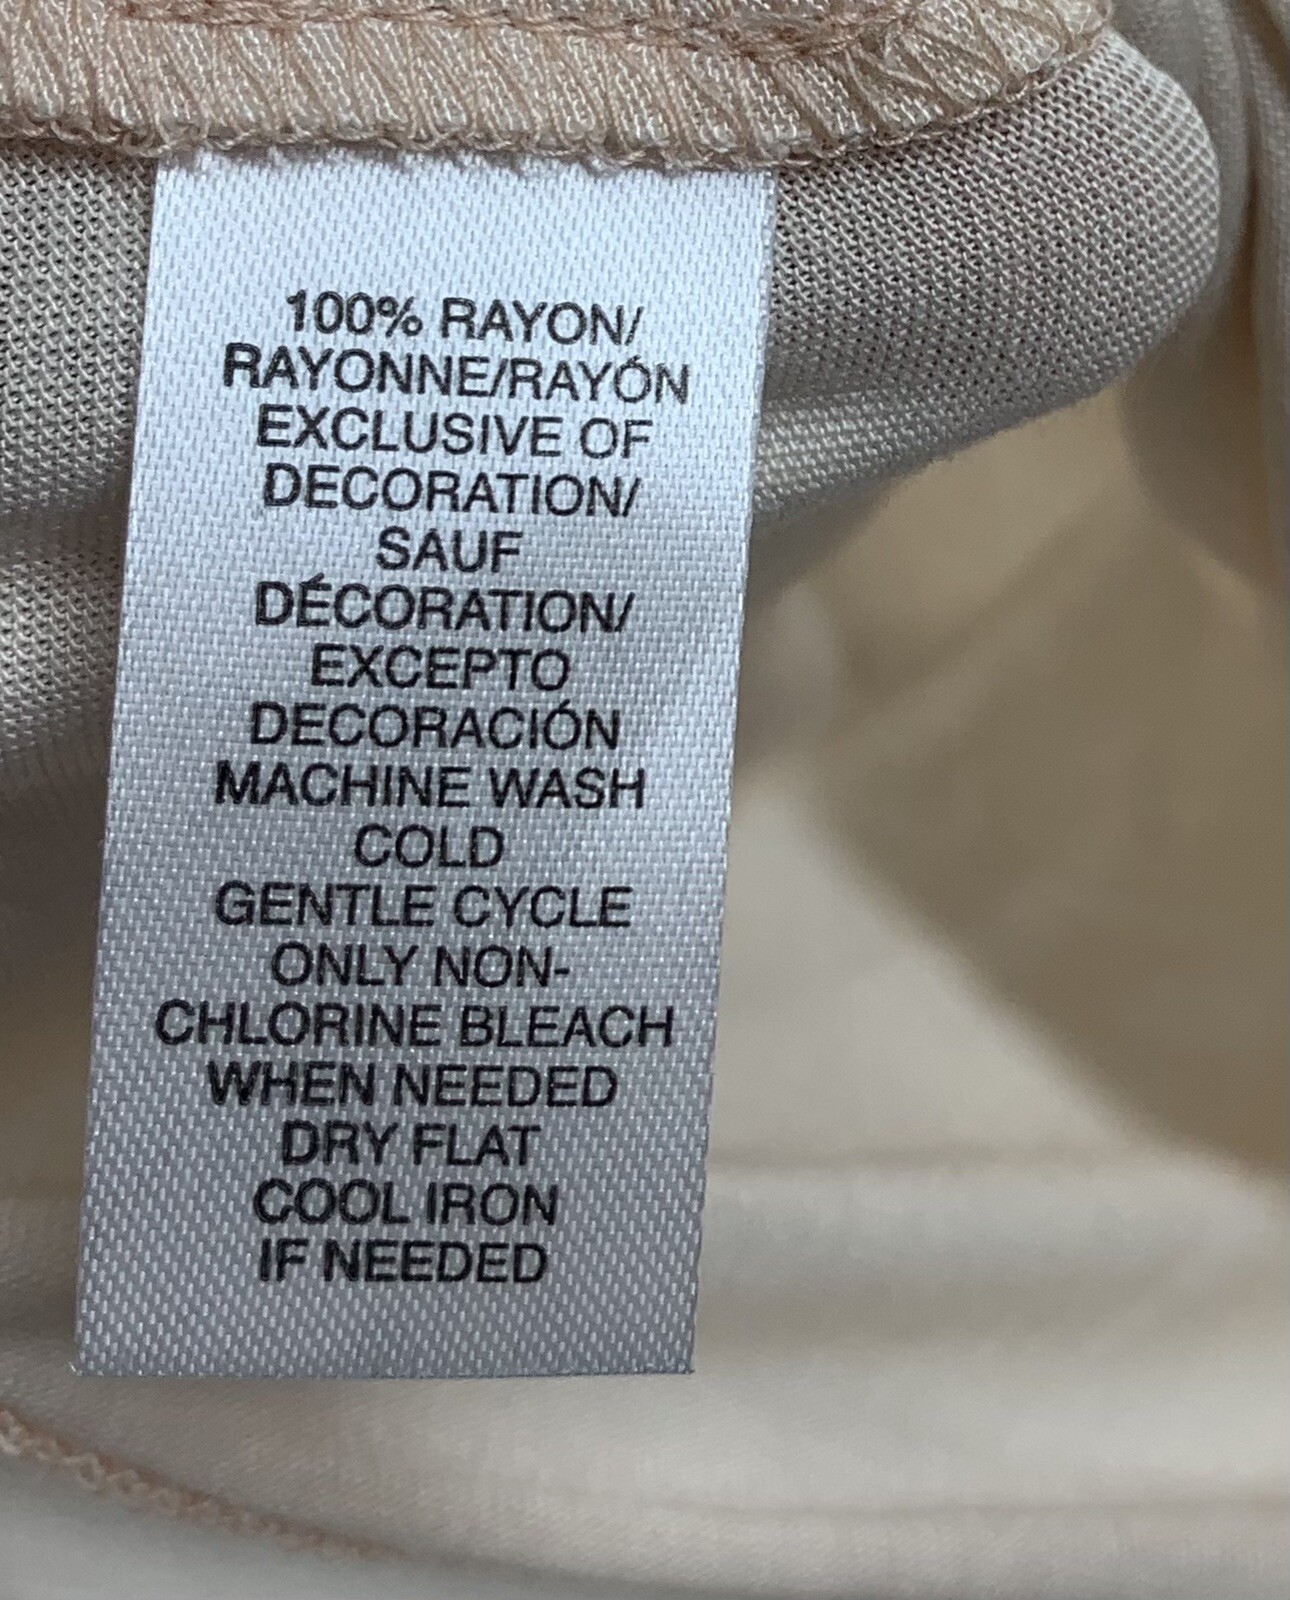 100% RAYON/
RAYONNE/RAYÓN
EXCLUSIVE OF
DECORATION/
SAUF
DÉCORATION/
EXCEPTO
DECORACIÓN
MACHINE WASH
COLD
GENTLE CYCLE
ONLY NON-
CHLORINE BLEACH
WHEN NEEDED
DRY FLAT
COOL IRON
IF NEEDED